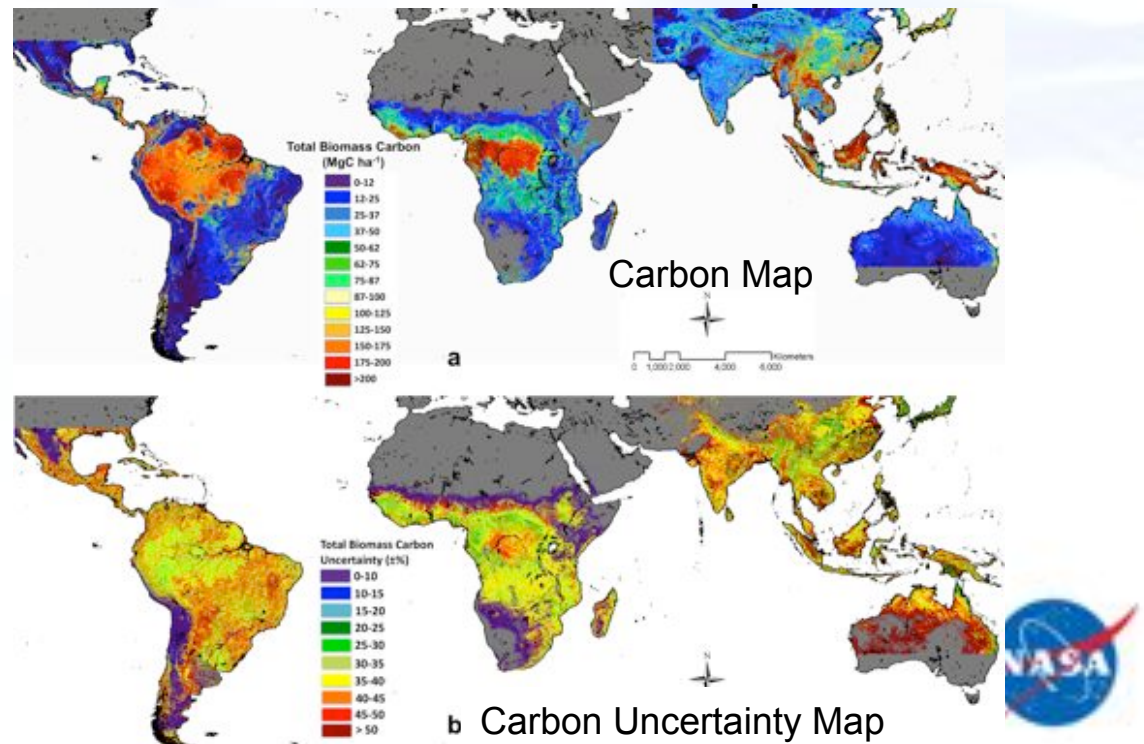 Total Biomass Carbon
(MgC ha⁻¹)
0-12
12-25
25-37
37-50
50-62
62-75
75-87
87-100
100-125
125-150
150-175
175-200
>200
Carbon Map
N
Kilometers
0 1,000 2,000 4,000 6,000
a
Total Biomass Carbon
Uncertainty (±%)
0-10
10-15
15-20
20-25
25-30
30-35
35-40
40-45
45-50
> 50
N
b Carbon Uncertainty Map
NASA